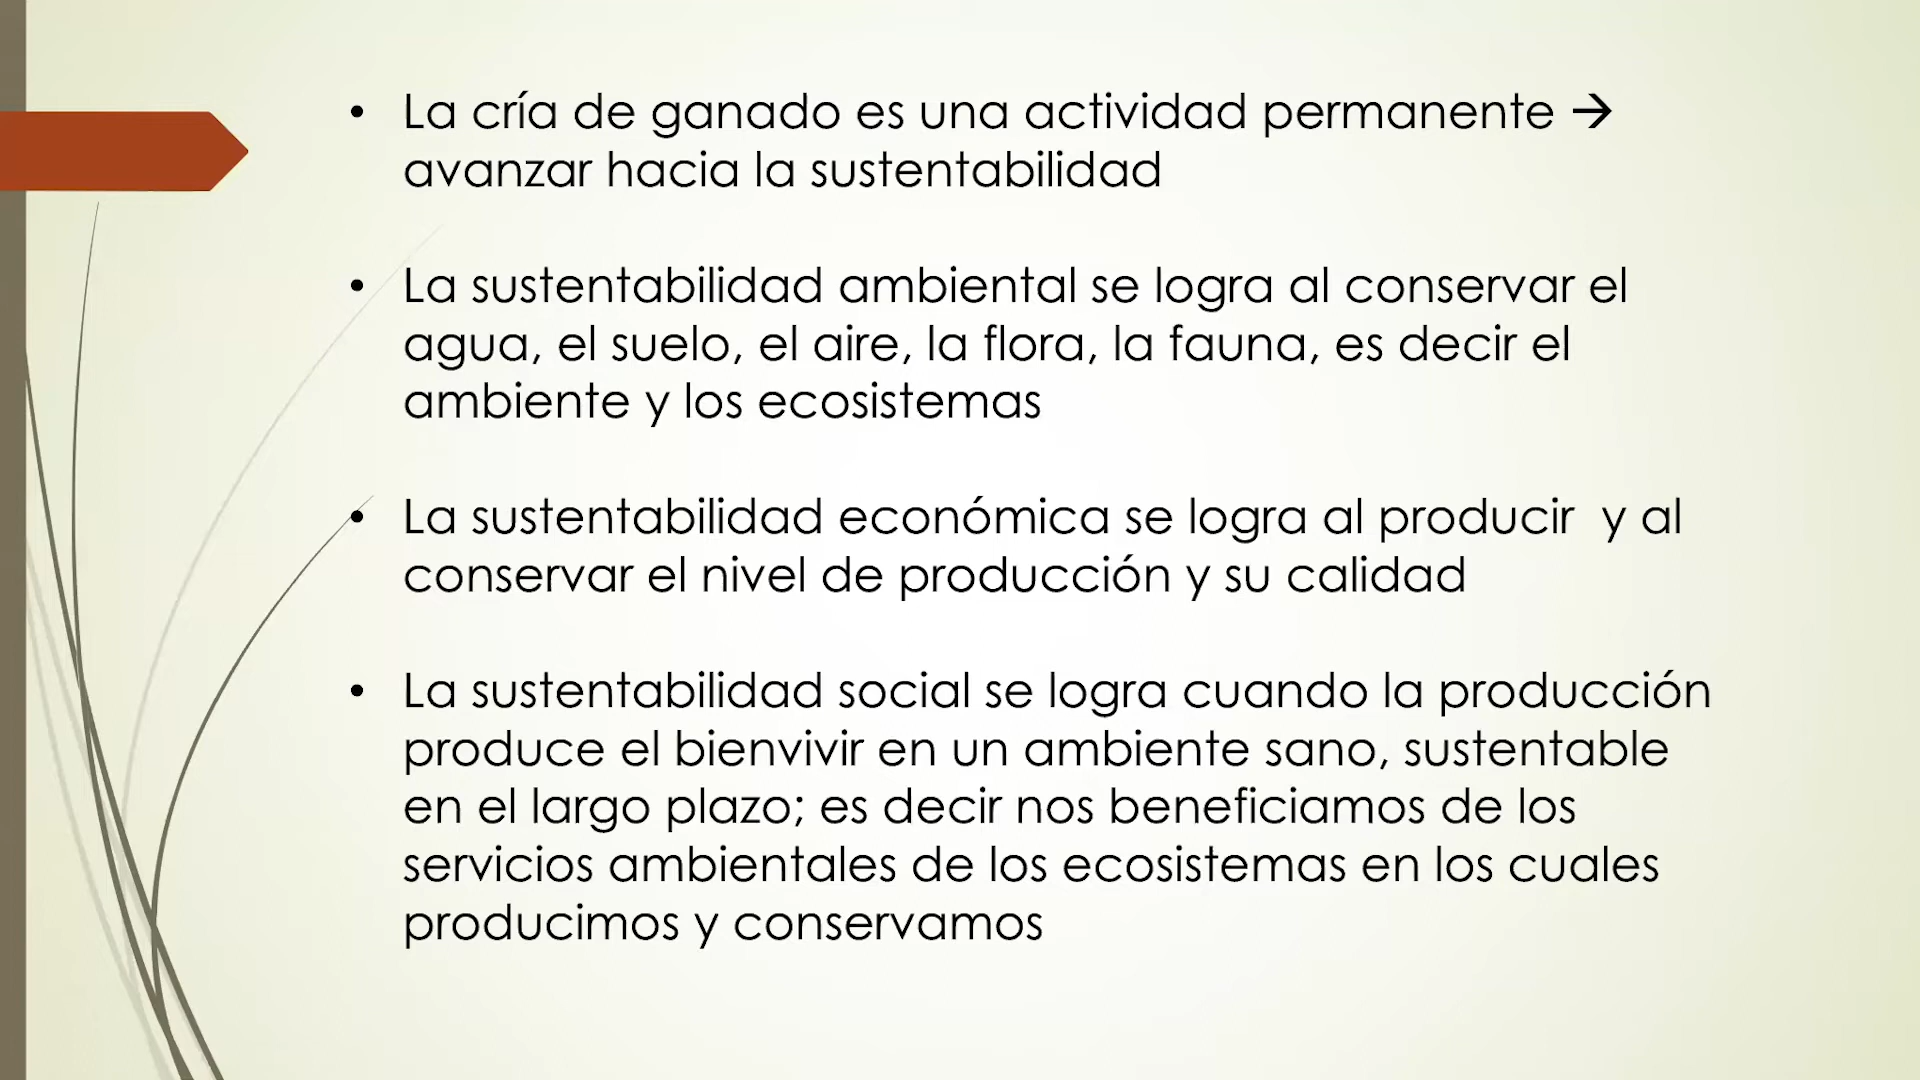 • La cría de ganado es una actividad permanente →
avanzar hacia la sustentabilidad
• La sustentabilidad ambiental se logra al conservar el
agua, el suelo, el aire, la flora, la fauna, es decir el
ambiente y los ecosistemas
• La sustentabilidad económica se logra al producir  y al
conservar el nivel de producción y su calidad
• La sustentabilidad social se logra cuando la producción
produce el bienvivir en un ambiente sano, sustentable
en el largo plazo; es decir nos beneficiamos de los
servicios ambientales de los ecosistemas en los cuales
producimos y conservamos